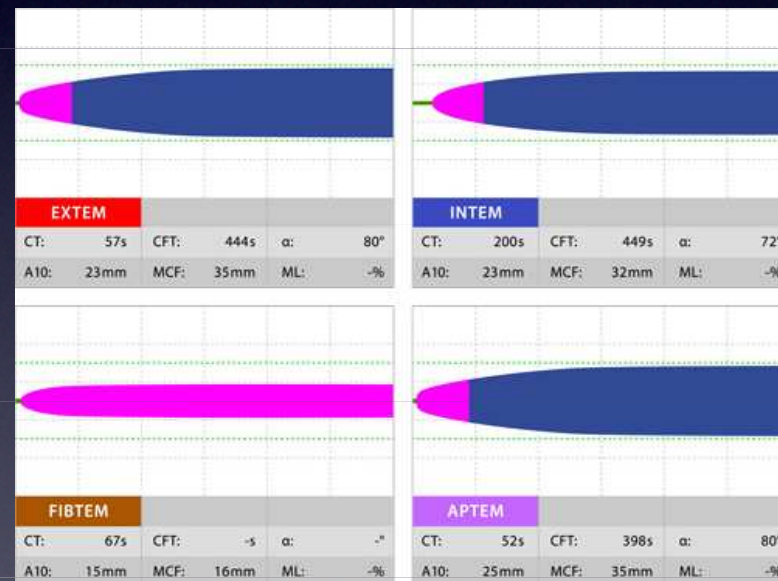 EXTEM
CT: 57s CFT: 444s α: 80°
A10: 23mm MCF: 35mm ML: -%
INTEM
CT: 200s CFT: 449s α: 72°
A10: 23mm MCF: 32mm ML: -%
FIBTEM
CT: 67s CFT: -s α: -°
A10: 15mm MCF: 16mm ML: -%
APTEM
CT: 52s CFT: 398s α: 80°
A10: 25mm MCF: 35mm ML: -%